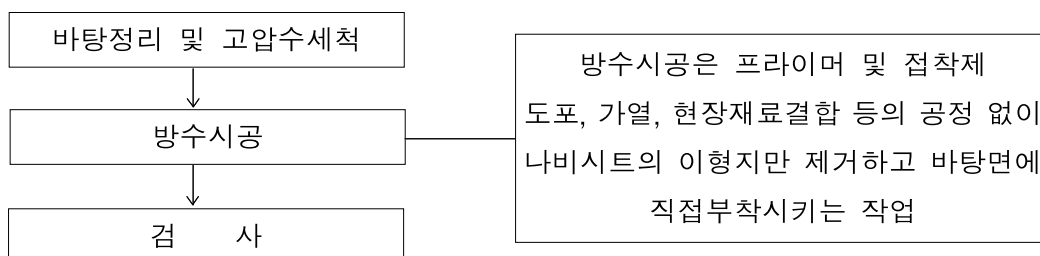 바탕정리 및 고압수세척
방수시공
검 사
방수시공은 프라이머 및 접착제
도포, 가열, 현장재료결합 등의 공정 없이
나비시트의 이형지만 제거하고 바탕면에
직접부착시키는 작업